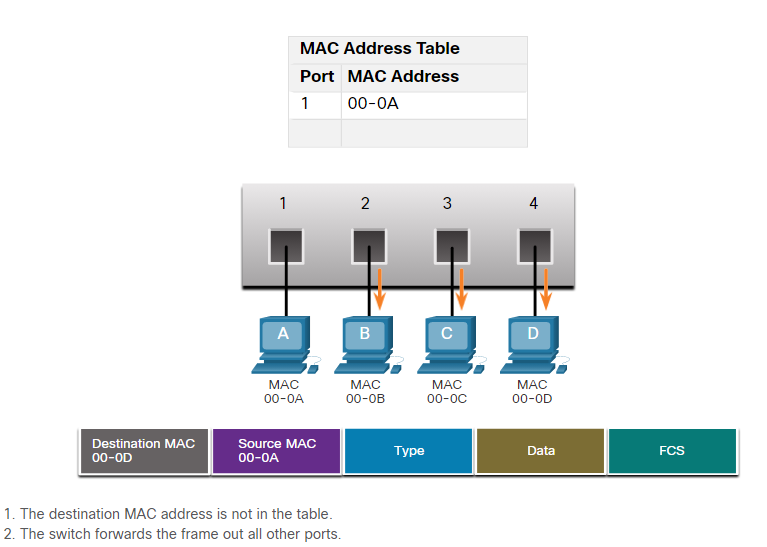 MAC Address Table
Port MAC Address
1 00-0A
1 2 3 4
A B C D
MAC MAC MAC MAC
00-0A 00-0B 00-0C 00-0D
Destination MAC Source MAC Type Data FCS
00-0D 00-0A
1. The destination MAC address is not in the table.
2. The switch forwards the frame out all other ports.